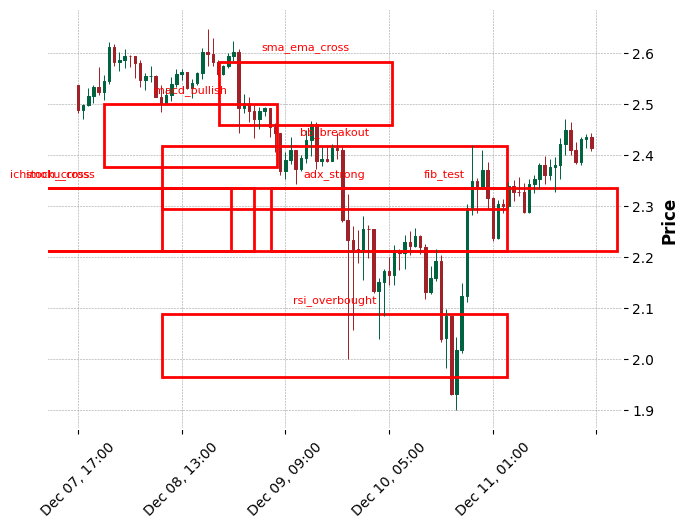 sma_ema_cross
macd_bullish
bb_breakout
stoch_cross
adx_strong
fib_test
rsi_overbought
2.6
2.5
2.4
2.3
2.2
2.1
2.0
1.9
Price
Dec 07, 17:00
Dec 08, 13:00
Dec 09, 09:00
Dec 10, 05:00
Dec 11, 01:00